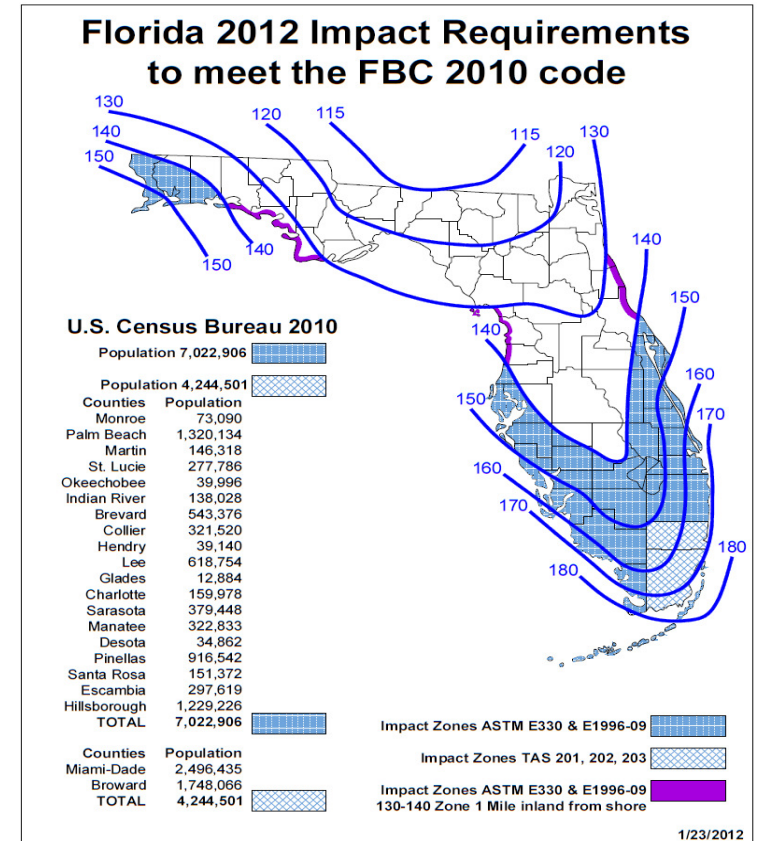 Florida 2012 Impact Requirements
to meet the FBC 2010 code
130
120
115
140
150
115
130
120
150
140
140
150
160
170
180
140
150
160
170
180
U.S. Census Bureau 2010
Population 7,022,906
Population 4,244,501
Counties Population
Monroe 73,090
Palm Beach 1,320,134
Martin 146,318
St. Lucie 277,786
Okeechobee 39,996
Indian River 138,028
Brevard 543,376
Collier 321,520
Hendry 39,140
Lee 618,754
Glades 12,884
Charlotte 159,978
Sarasota 379,448
Manatee 322,833
Desota 34,862
Pinellas 916,542
Santa Rosa 151,372
Escambia 297,619
Hillsborough 1,229,226
TOTAL 7,022,906
Counties Population
Miami-Dade 2,496,435
Broward 1,748,066
TOTAL 4,244,501
Impact Zones ASTM E330 & E1996-09
Impact Zones TAS 201, 202, 203
Impact Zones ASTM E330 & E1996-09
130-140 Zone 1 Mile inland from shore
1/23/2012